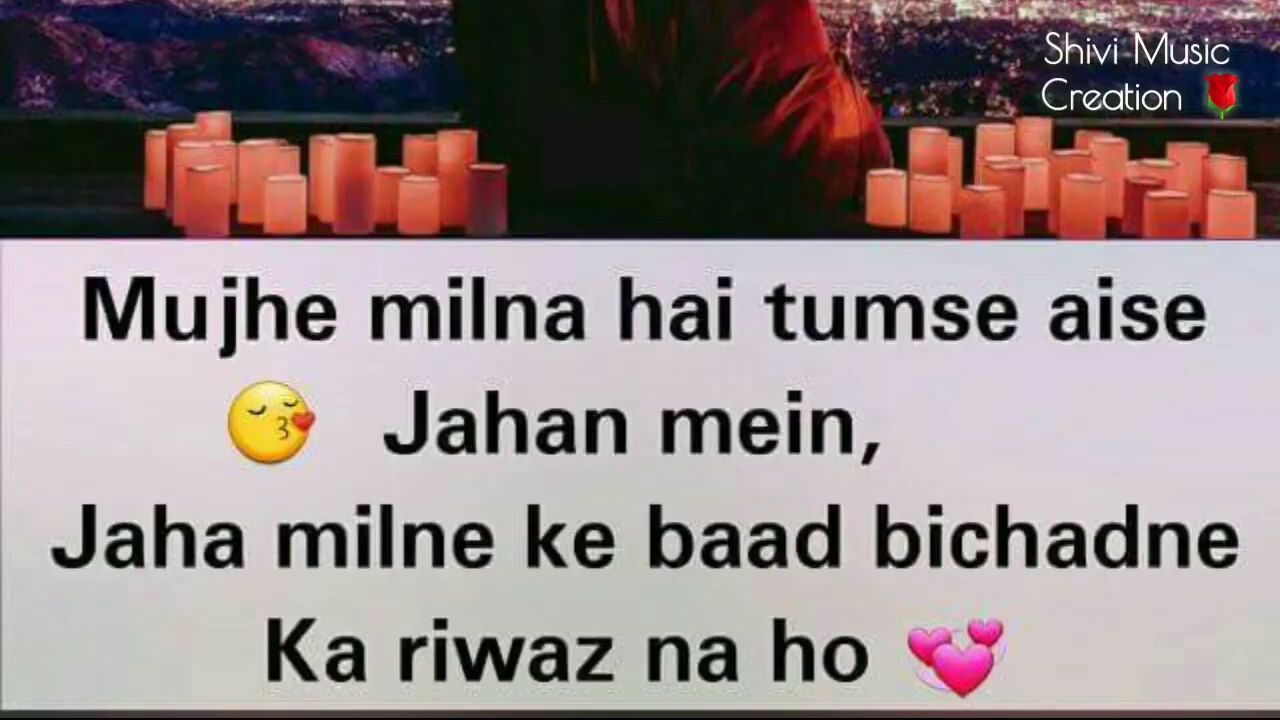 Shivi Music
Creation 🌹
Mujhe milna hai tumse aise
😚 Jahan mein,
Jaha milne ke baad bichadne
Ka riwaz na ho 💞